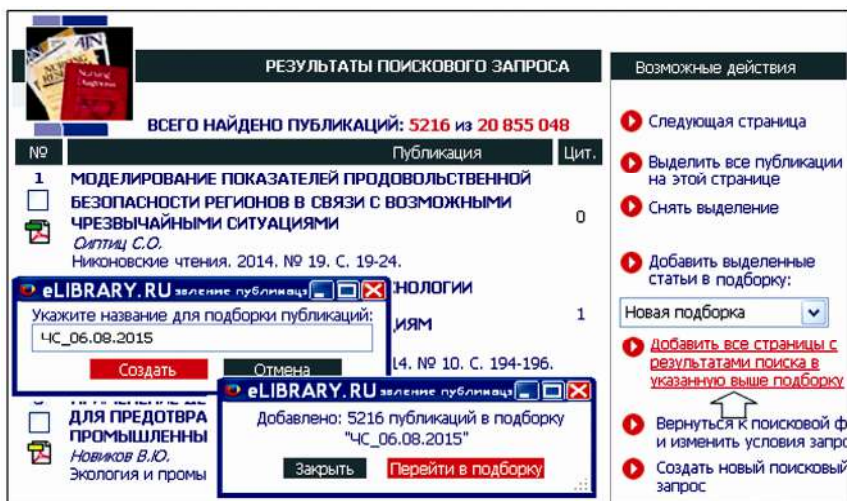 РЕЗУЛЬТАТЫ ПОИСКОВОГО ЗАПРОСА
ВСЕГО НАЙДЕНО ПУБЛИКАЦИЙ: 5216 из 20 855 048
№ Публикация Цит.
1 МОДЕЛИРОВАНИЕ ПОКАЗАТЕЛЕЙ ПРОДОВОЛЬСТВЕННОЙ
БЕЗОПАСНОСТИ РЕГИОНОВ В СВЯЗИ С ВОЗМОЖНЫМИ
ЧРЕЗВЫЧАЙНЫМИ СИТУАЦИЯМИ 0
Сиптиц С.О.
Никоновские чтения. 2014. № 19. С. 19-24.
1
№ 10. С. 194-196.
eLIBRARY.RU
Укажите название для подборки публикаций:
ЧС_06.08.2015
Создать Отмена
ДЛЯ ПРЕДОТВРА
ПРОМЫШЛЕННЫ
Новиков В.Ю.
Экология и промы
eLIBRARY.RU
Добавлено: 5216 публикаций в подборку
"ЧС_06.08.2015"
Закрыть Перейти в подборку
Возможные действия
Следующая страница
Выделить все публикации
на этой странице
Снять выделение
Добавить выделенные
статьи в подборку:
Новая подборка
Добавить все страницы с
результатами поиска в
указанную выше подборку
Вернуться к поисковой ф
и изменить условия запро
Создать новый поисковый
запрос